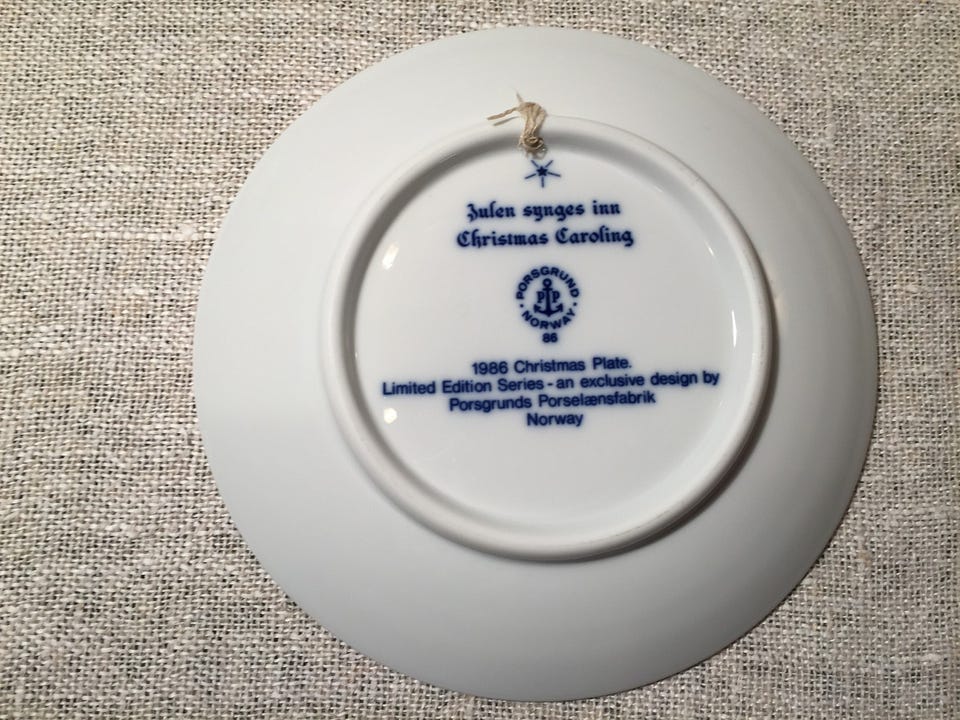 Julen synges inn
Christmas Caroling
PORSGRUND
P P
NORWAY
86
1986 Christmas Plate.
Limited Edition Series - an exclusive design by
Porsgrunds Porselænsfabrik
Norway